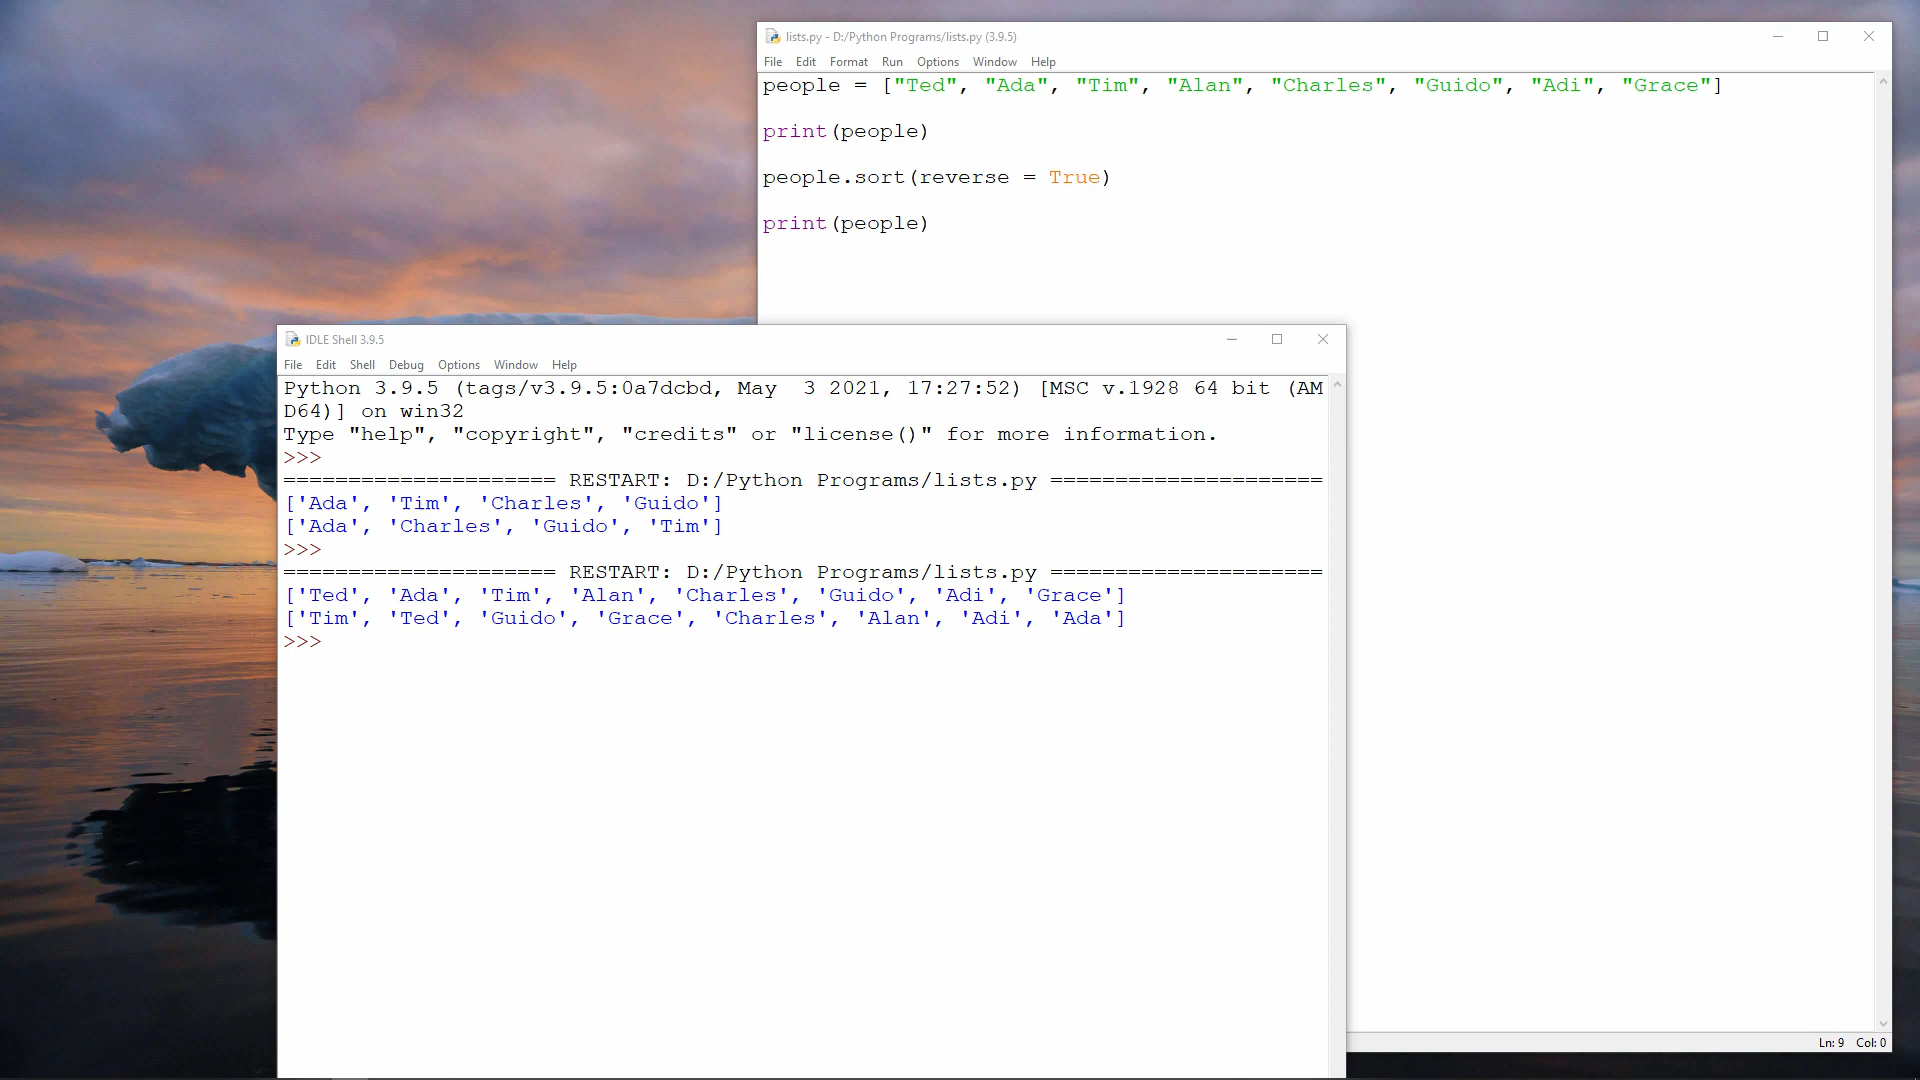 lists.py - D:/Python Programs/lists.py (3.9.5)
File Edit Format Run Options Window Help
people = ["Ted", "Ada", "Tim", "Alan", "Charles", "Guido", "Adi", "Grace"]
print(people)
people.sort(reverse = True)
print(people)
IDLE Shell 3.9.5
File Edit Shell Debug Options Window Help
Python 3.9.5 (tags/v3.9.5:0a7dcbd, May  3 2021, 17:27:52) [MSC v.1928 64 bit (AM
D64)] on win32
Type "help", "copyright", "credits" or "license()" for more information.
>>>
===================== RESTART: D:/Python Programs/lists.py =====================
['Ada', 'Tim', 'Charles', 'Guido']
['Ada', 'Charles', 'Guido', 'Tim']
>>>
===================== RESTART: D:/Python Programs/lists.py =====================
['Ted', 'Ada', 'Tim', 'Alan', 'Charles', 'Guido', 'Adi', 'Grace']
['Tim', 'Ted', 'Guido', 'Grace', 'Charles', 'Alan', 'Adi', 'Ada']
>>>
Ln: 9 Col: 0